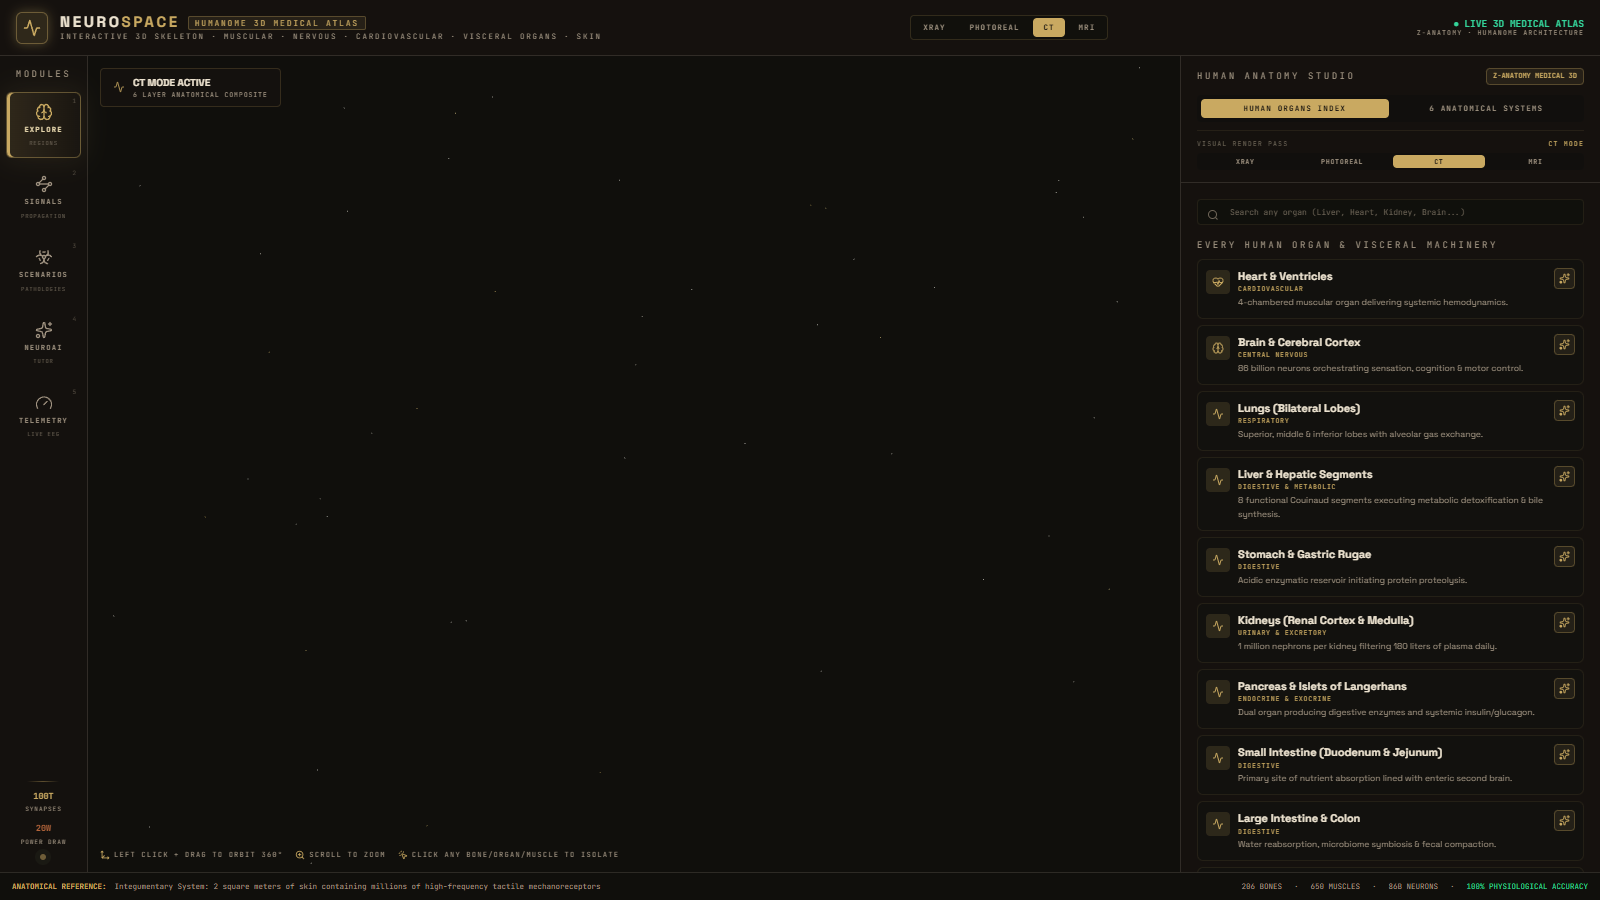 NEUROSPACE HUMANOME 3D MEDICAL ATLAS
INTERACTIVE 3D SKELETON · MUSCULAR · NERVOUS · CARDIOVASCULAR · VISCERAL ORGANS · SKIN
XRAY PHOTOREAL CT MRI
● LIVE 3D MEDICAL ATLAS
Z-ANATOMY · HUMANOME ARCHITECTURE
MODULES
1
EXPLORE
REGIONS
2
SIGNALS
PROPAGATION
3
SCENARIOS
PATHOLOGIES
4
NEUROAI
TUTOR
5
TELEMETRY
LIVE EEG
100T
SYNAPSES
20W
POWER DRAW
CT MODE ACTIVE
6 LAYER ANATOMICAL COMPOSITE
LEFT CLICK + DRAG TO ORBIT 360° SCROLL TO ZOOM CLICK ANY BONE/ORGAN/MUSCLE TO ISOLATE
HUMAN ANATOMY STUDIO
Z-ANATOMY MEDICAL 3D
HUMAN ORGANS INDEX 6 ANATOMICAL SYSTEMS
VISUAL RENDER PASS CT MODE
XRAY PHOTOREAL CT MRI
Search any organ (Liver, Heart, Kidney, Brain...)
EVERY HUMAN ORGAN & VISCERAL MACHINERY
Heart & Ventricles
CARDIOVASCULAR
4-chambered muscular organ delivering systemic hemodynamics.
Brain & Cerebral Cortex
CENTRAL NERVOUS
86 billion neurons orchestrating sensation, cognition & motor control.
Lungs (Bilateral Lobes)
RESPIRATORY
Superior, middle & inferior lobes with alveolar gas exchange.
Liver & Hepatic Segments
DIGESTIVE & METABOLIC
8 functional Couinaud segments executing metabolic detoxification & bile
synthesis.
Stomach & Gastric Rugae
DIGESTIVE
Acidic enzymatic reservoir initiating protein proteolysis.
Kidneys (Renal Cortex & Medulla)
URINARY & EXCRETORY
1 million nephrons per kidney filtering 180 liters of plasma daily.
Pancreas & Islets of Langerhans
ENDOCRINE & EXOCRINE
Dual organ producing digestive enzymes and systemic insulin/glucagon.
Small Intestine (Duodenum & Jejunum)
DIGESTIVE
Primary site of nutrient absorption lined with enteric second brain.
Large Intestine & Colon
DIGESTIVE
Water reabsorption, microbiome symbiosis & fecal compaction.
ANATOMICAL REFERENCE: Integumentary System: 2 square meters of skin containing millions of high-frequency tactile mechanoreceptors
206 BONES · 650 MUSCLES · 86B NEURONS · 100% PHYSIOLOGICAL ACCURACY